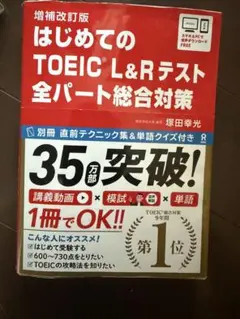 増補改訂版
はじめての
TOEIC L&Rテスト
全パート総合対策
塚田幸光
FREE
別冊 直前テクニック集&単語クイズ付き
35万部突破!
講義動画×模試×単語
1冊でOK!!
こんな人にオススメ!
はじめて受験する
600~730点をとりたい
TOEICの攻略法を知りたい
第1位